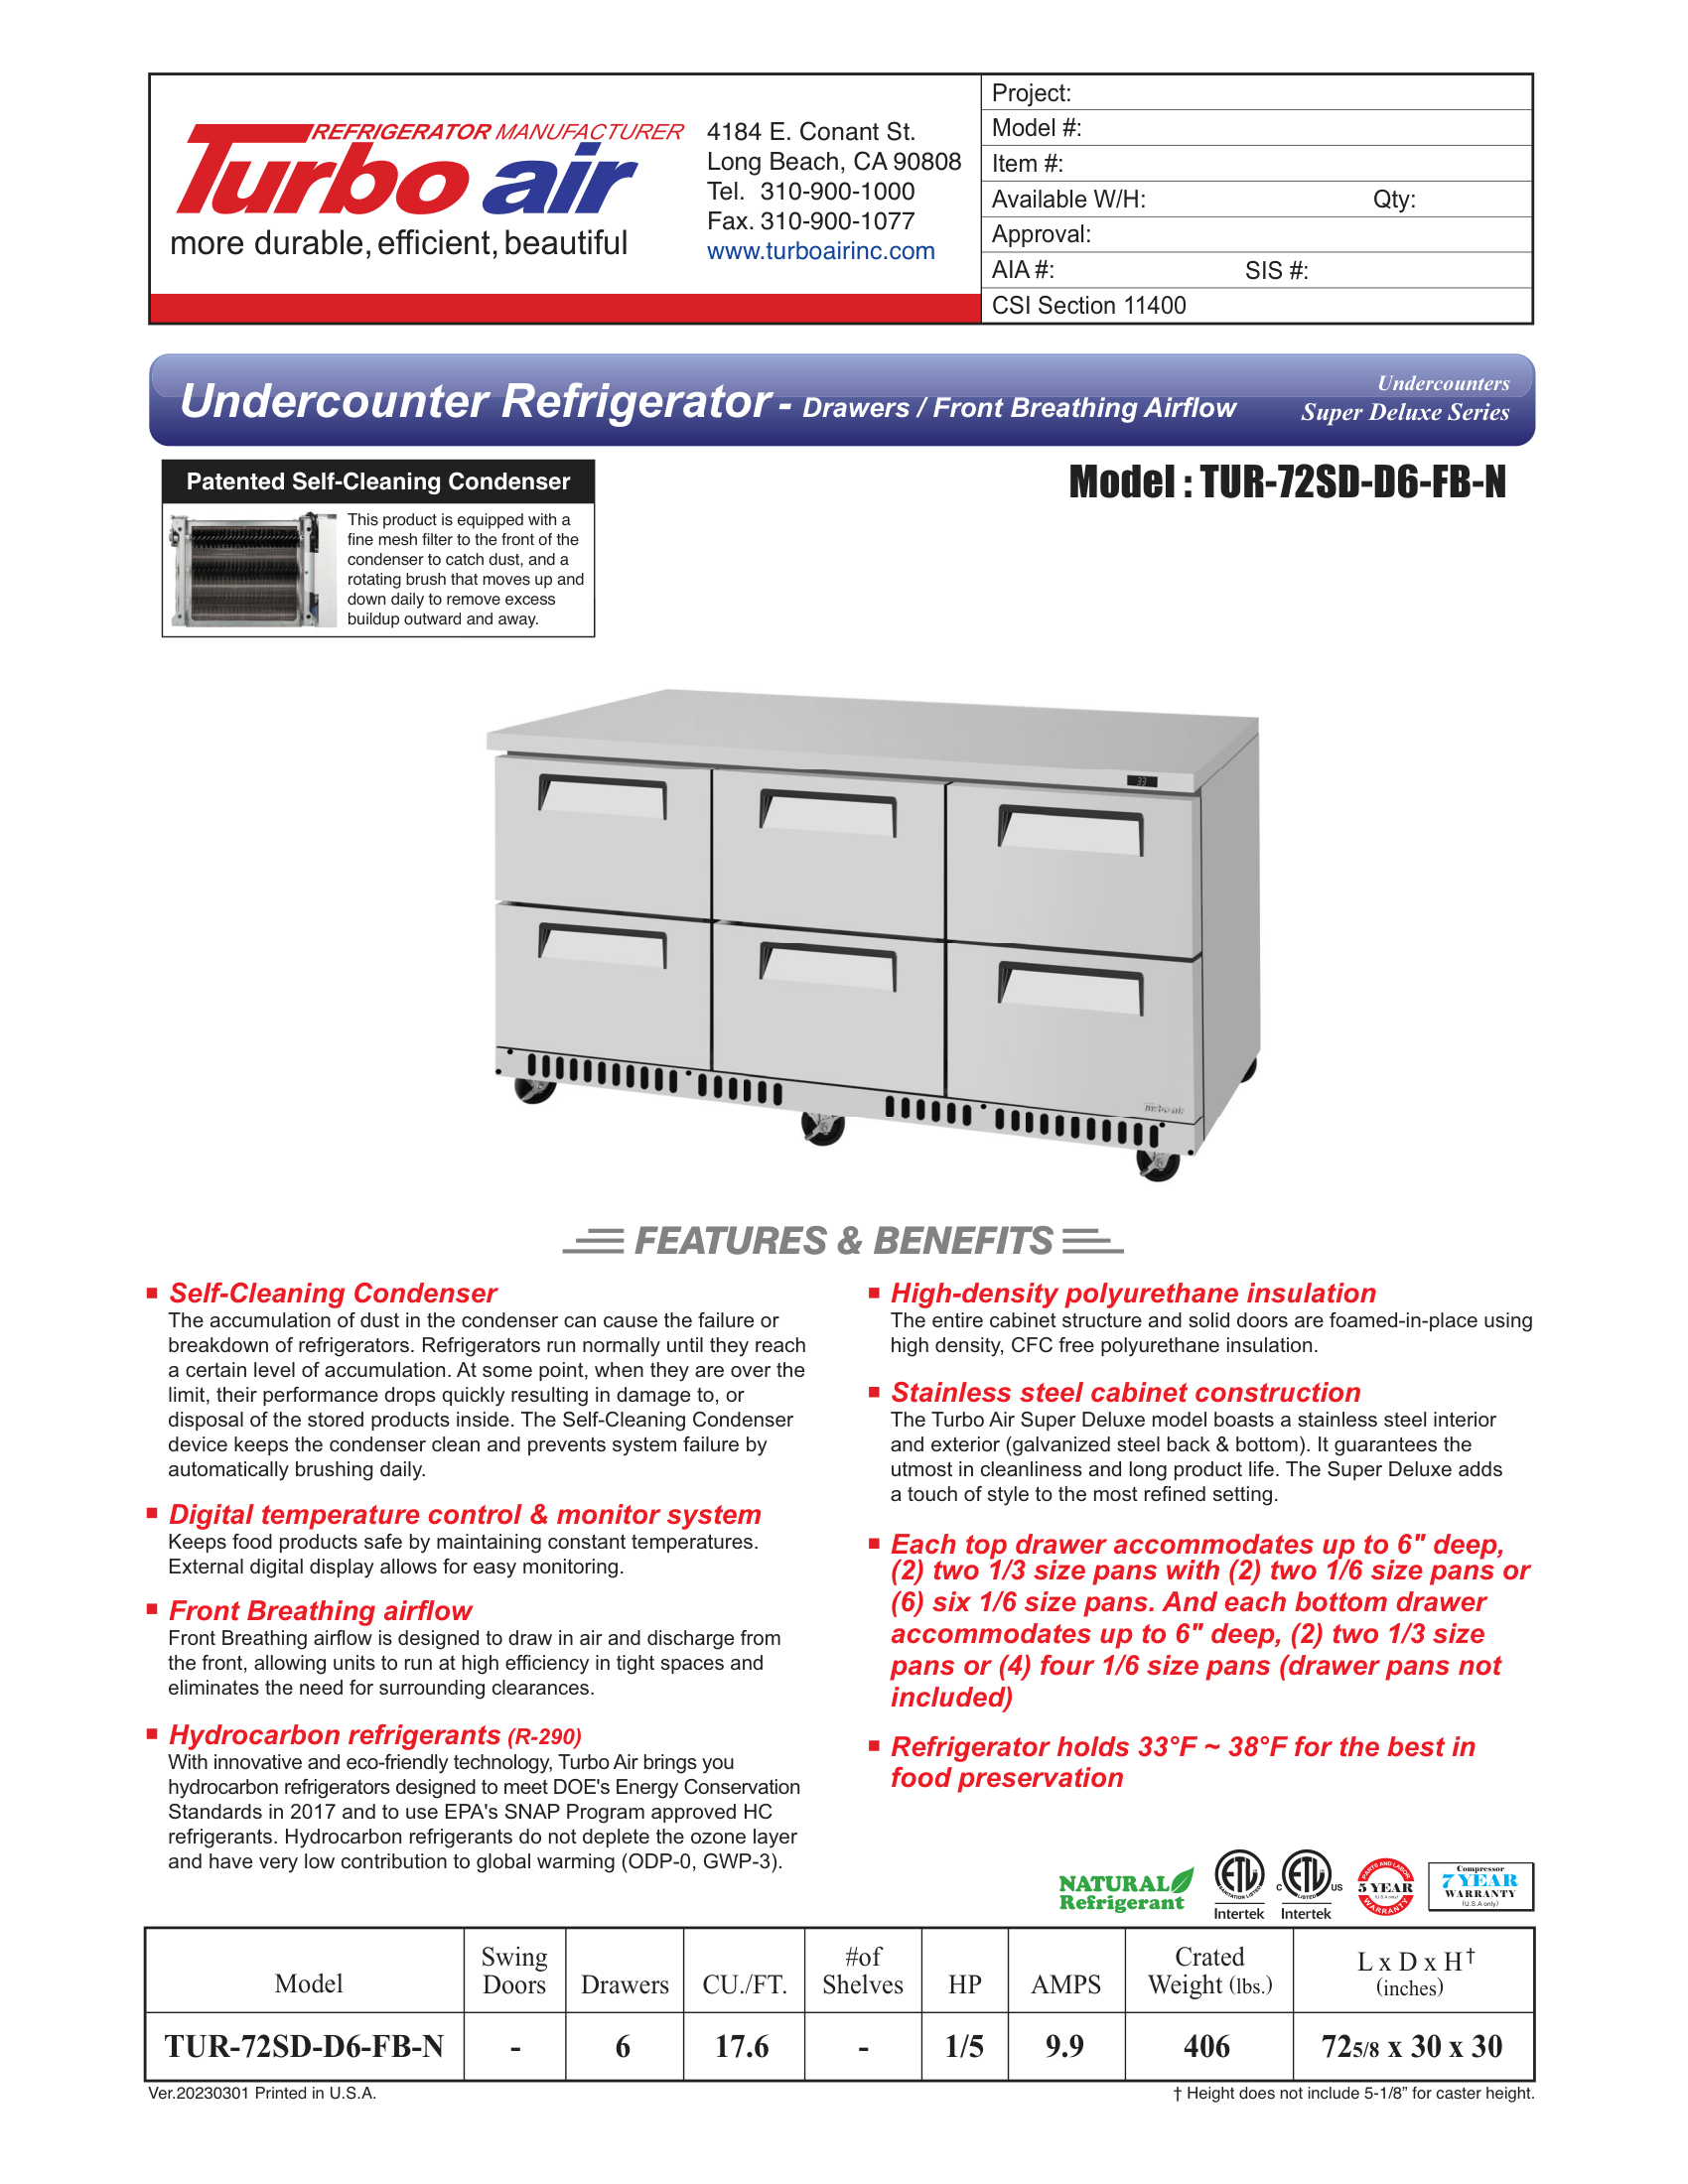 REFRIGERATOR MANUFACTURER
Turbo air
more durable, efficient, beautiful
4184 E. Conant St.
Long Beach, CA 90808
Tel. 310-900-1000
Fax. 310-900-1077
www.turboairinc.com
Project:
Model #:
Item #:
Available W/H: Qty:
Approval:
AIA #: SIS #:
CSI Section 11400
Undercounter Refrigerator - Drawers / Front Breathing Airflow
Undercounters
Super Deluxe Series
Patented Self-Cleaning Condenser
This product is equipped with a
fine mesh filter to the front of the
condenser to catch dust, and a
rotating brush that moves up and
down daily to remove excess
buildup outward and away.
Model : TUR-72SD-D6-FB-N
33
Turbo air
FEATURES & BENEFITS
Self-Cleaning Condenser
The accumulation of dust in the condenser can cause the failure or
breakdown of refrigerators. Refrigerators run normally until they reach
a certain level of accumulation. At some point, when they are over the
limit, their performance drops quickly resulting in damage to, or
disposal of the stored products inside. The Self-Cleaning Condenser
device keeps the condenser clean and prevents system failure by
automatically brushing daily.
Digital temperature control & monitor system
Keeps food products safe by maintaining constant temperatures.
External digital display allows for easy monitoring.
Front Breathing airflow
Front Breathing airflow is designed to draw in air and discharge from
the front, allowing units to run at high efficiency in tight spaces and
eliminates the need for surrounding clearances.
Hydrocarbon refrigerants (R-290)
With innovative and eco-friendly technology, Turbo Air brings you
hydrocarbon refrigerators designed to meet DOE's Energy Conservation
Standards in 2017 and to use EPA's SNAP Program approved HC
refrigerants. Hydrocarbon refrigerants do not deplete the ozone layer
and have very low contribution to global warming (ODP-0, GWP-3).
High-density polyurethane insulation
The entire cabinet structure and solid doors are foamed-in-place using
high density, CFC free polyurethane insulation.
Stainless steel cabinet construction
The Turbo Air Super Deluxe model boasts a stainless steel interior
and exterior (galvanized steel back & bottom). It guarantees the
utmost in cleanliness and long product life. The Super Deluxe adds
a touch of style to the most refined setting.
Each top drawer accommodates up to 6" deep,
(2) two 1/3 size pans with (2) two 1/6 size pans or
(6) six 1/6 size pans. And each bottom drawer
accommodates up to 6" deep, (2) two 1/3 size
pans or (4) four 1/6 size pans (drawer pans not
included)
Refrigerator holds 33°F ~ 38°F for the best in
food preservation
NATURAL
Refrigerant
ETL
SANITATION LISTED
Intertek
C ETL US
LISTED
Intertek
PARTS AND LABOR
5 YEAR
(U.S.A only)
WARRANTY
Compressor
7 YEAR
WARRANTY
(U.S.A only)
Model Swing Doors Drawers CU./FT. #of Shelves HP AMPS Crated Weight (lbs.) L x D x H† (inches)
TUR-72SD-D6-FB-N - 6 17.6 - 1/5 9.9 406 725/8 x 30 x 30
Ver.20230301 Printed in U.S.A.
† Height does not include 5-1/8” for caster height.